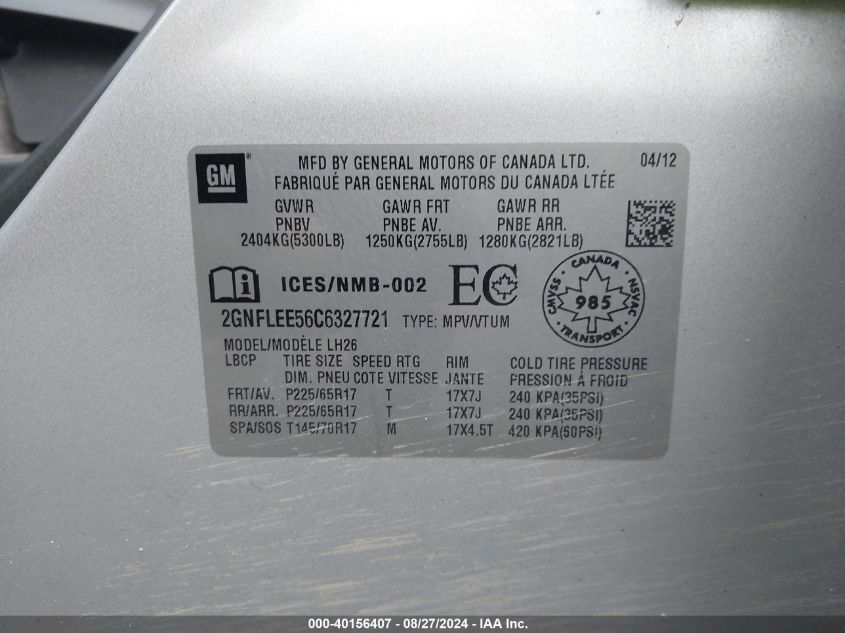 GM
MFD BY GENERAL MOTORS OF CANADA LTD. 04/12
FABRIQUÉ PAR GENERAL MOTORS DU CANADA LTÉE
GVWR GAWR FRT GAWR RR
PNBV PNBE AV. PNBE ARR.
2404KG(5300LB) 1250KG(2755LB) 1280KG(2821LB)
i ICES/NMB-002 EC
CANADA
CMVSS 985 NSVAC
TRANSPORT
2GNFLEE56C6327721 TYPE: MPV/VTUM
MODEL/MODÈLE LH26
LBCP TIRE SIZE SPEED RTG RIM COLD TIRE PRESSURE
DIM. PNEU COTE VITESSE JANTE PRESSION À FROID
FRT/AV. P225/65R17 T 17X7J 240 KPA(35PSI)
RR/ARR. P225/65R17 T 17X7J 240 KPA(35PSI)
SPA/SOS T145/70R17 M 17X4.5T 420 KPA(60PSI)
000-40156407 - 08/27/2024 - IAA Inc.